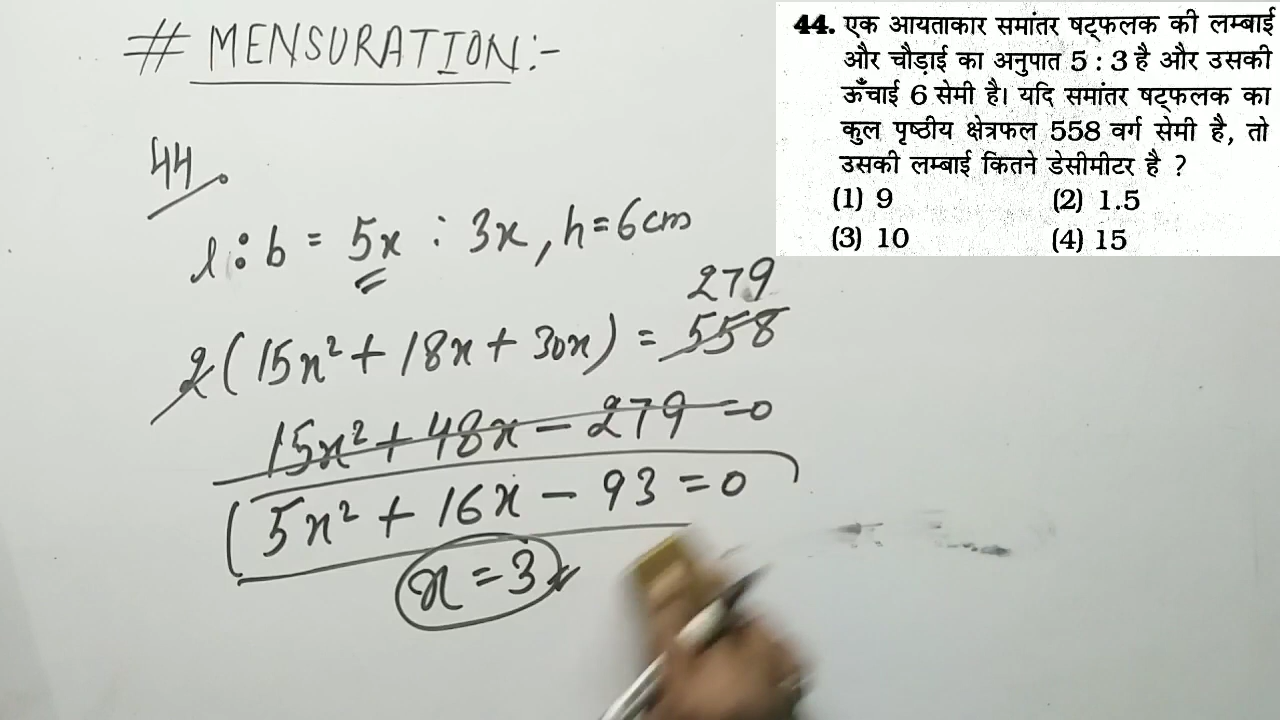 # MENSURATION:-
44.
l : b = 5x : 3x, h = 6cm
279
2(15x² + 18x + 30x) = 558
15x² + 48x - 279 = 0
5x² + 16x - 93 = 0
x = 3
44. एक आयताकार समांतर षट्फलक की लम्बाई
और चौड़ाई का अनुपात 5 : 3 है और उसकी
ऊँचाई 6 सेमी है। यदि समांतर षट्फलक का
कुल पृष्ठीय क्षेत्रफल 558 वर्ग सेमी है, तो
उसकी लम्बाई कितने डेसीमीटर है ?
(1) 9 (2) 1.5
(3) 10 (4) 15